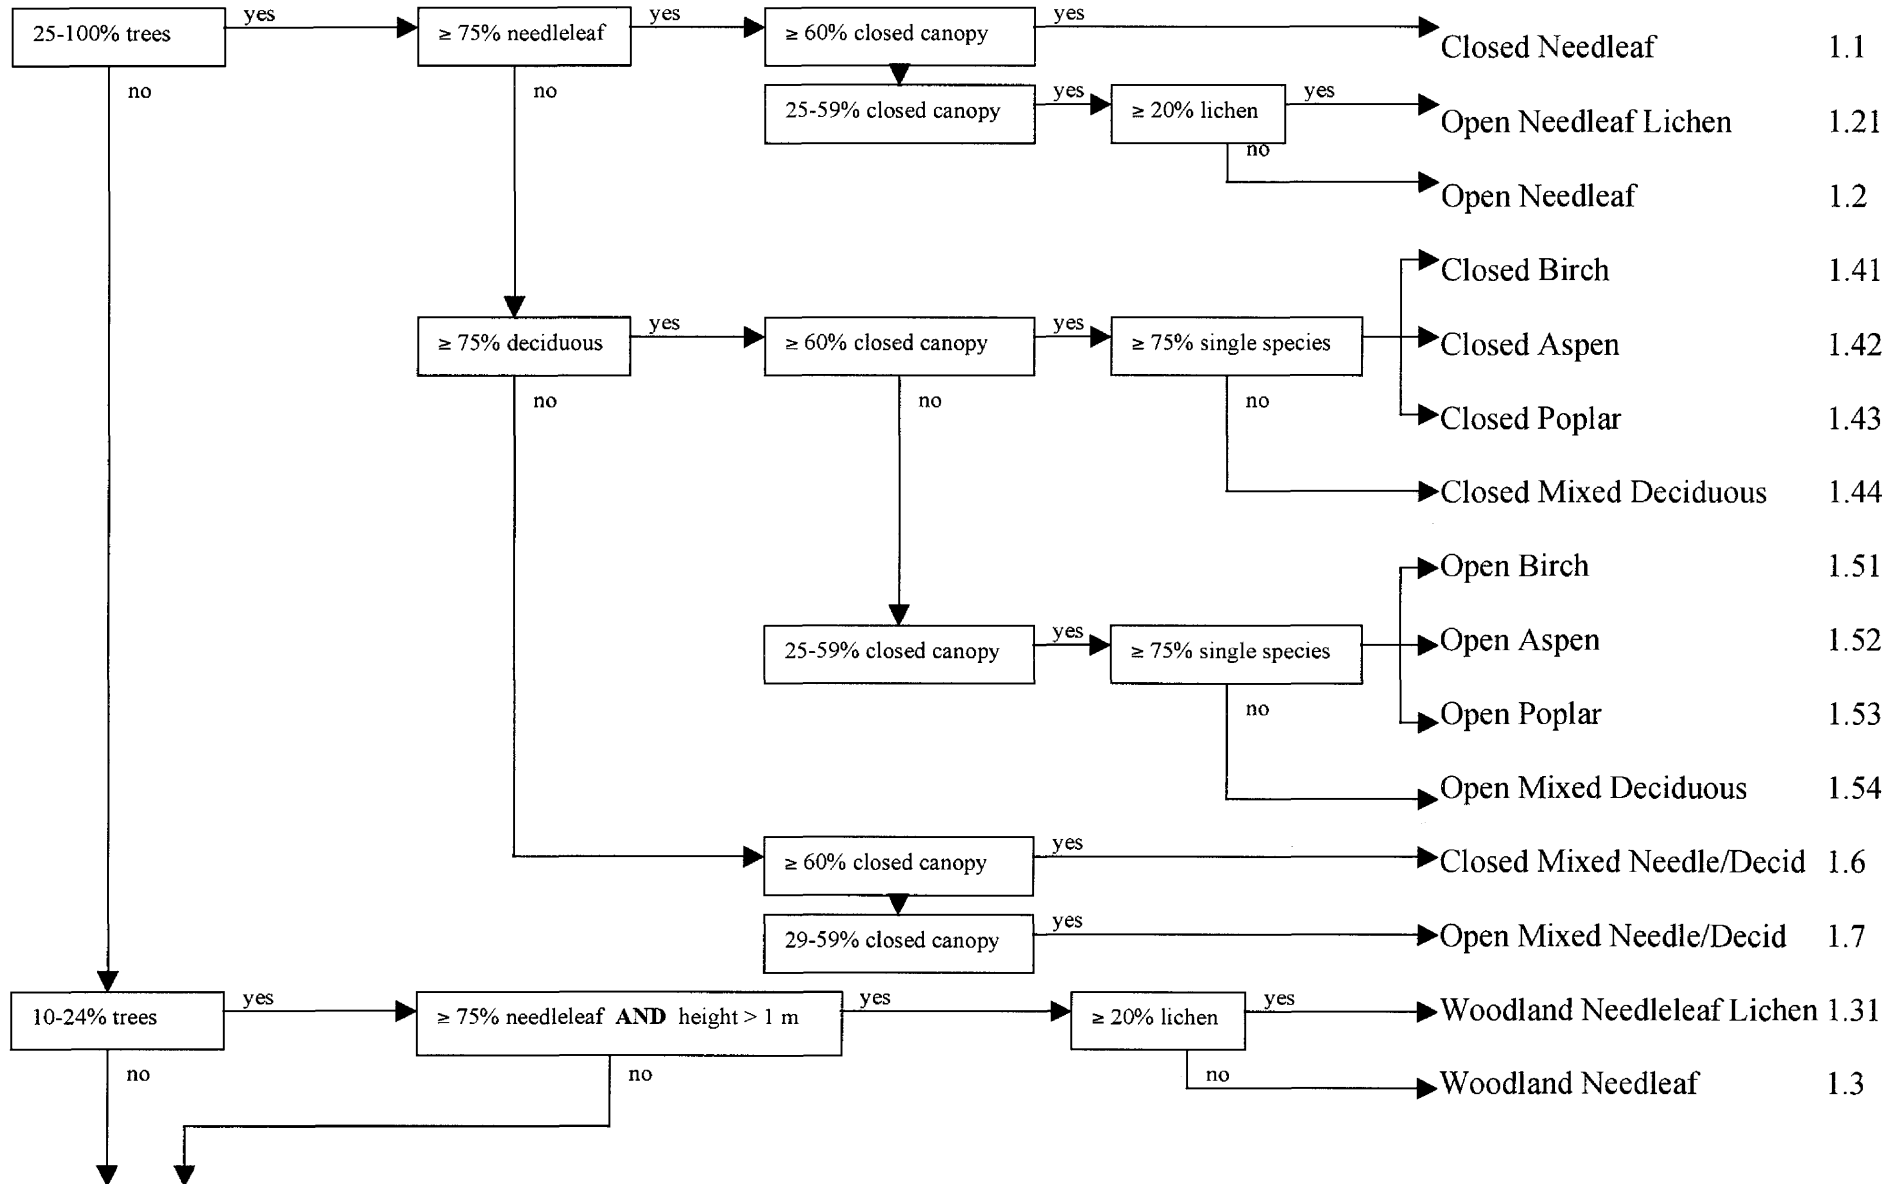 25-100% trees yes ≥ 75% needleleaf yes ≥ 60% closed canopy yes Closed Needleaf 1.1
no no 25-59% closed canopy yes ≥ 20% lichen yes Open Needleaf Lichen 1.21
no Open Needleaf 1.2
Closed Birch 1.41
≥ 75% deciduous yes ≥ 60% closed canopy yes ≥ 75% single species Closed Aspen 1.42
no no no Closed Poplar 1.43
Closed Mixed Deciduous 1.44
Open Birch 1.51
25-59% closed canopy yes ≥ 75% single species Open Aspen 1.52
no Open Poplar 1.53
Open Mixed Deciduous 1.54
≥ 60% closed canopy yes Closed Mixed Needle/Decid 1.6
29-59% closed canopy yes Open Mixed Needle/Decid 1.7
10-24% trees yes ≥ 75% needleleaf AND height > 1 m yes ≥ 20% lichen yes Woodland Needleleaf Lichen 1.31
no no no Woodland Needleaf 1.3